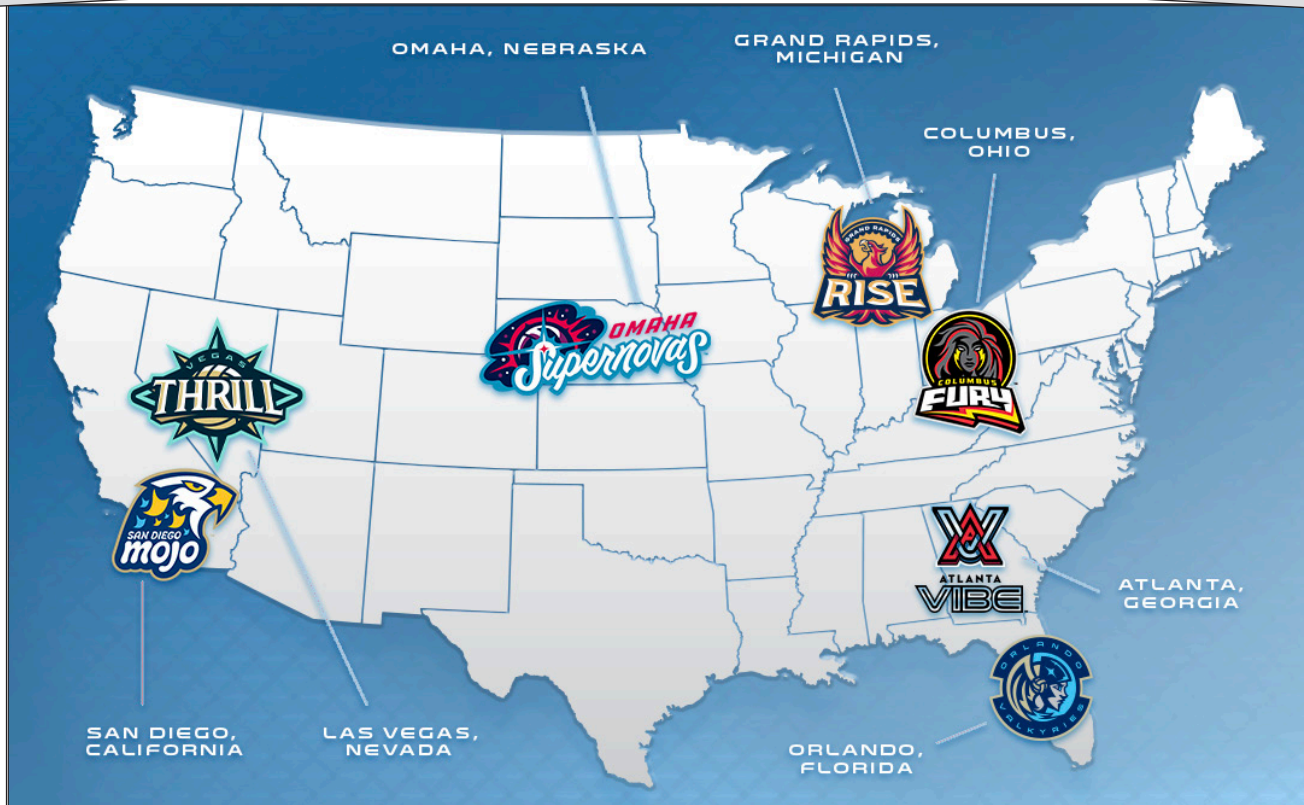 OMAHA, NEBRASKA
GRAND RAPIDS,
MICHIGAN
COLUMBUS,
OHIO
GRAND RAPIDS
RISE
OMAHA
Supernovas
VEGAS
THRILL
COLUMBUS
FURY
SAN DIEGO
mojo
ATLANTA
VIBE
ATLANTA,
GEORGIA
ORLANDO
VALKYRIES
SAN DIEGO,
CALIFORNIA
LAS VEGAS,
NEVADA
ORLANDO,
FLORIDA